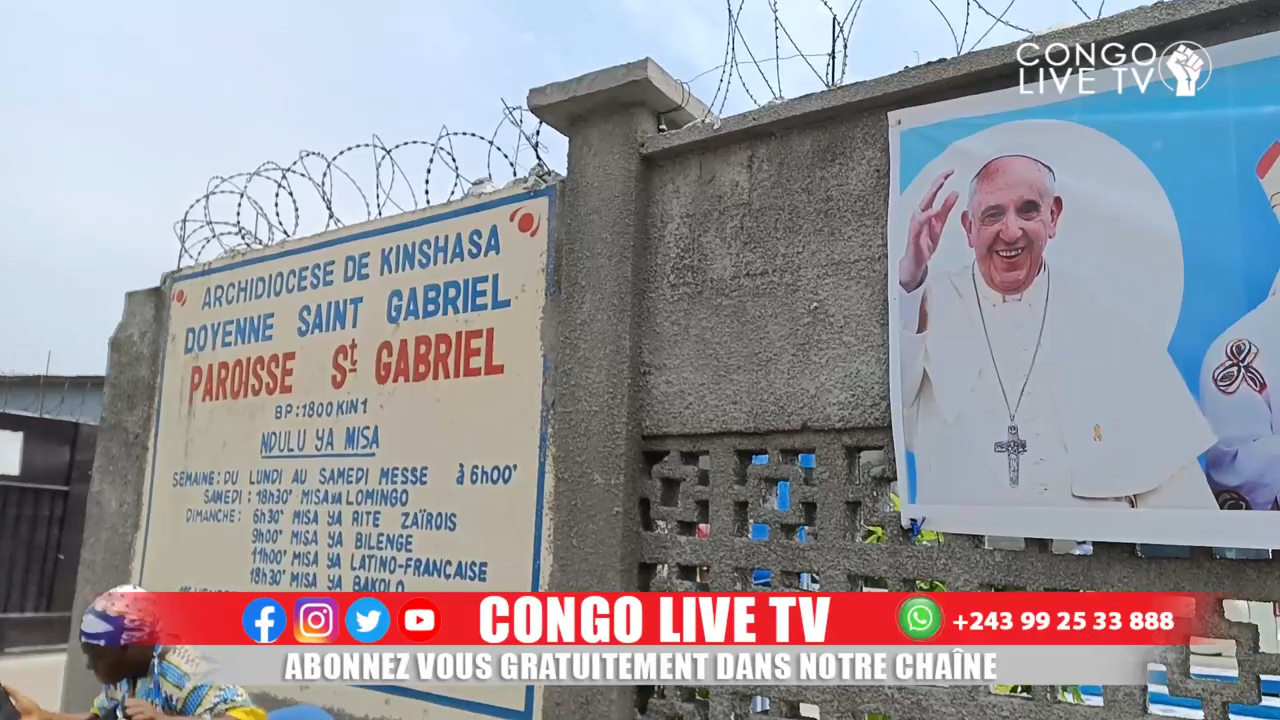 CONGO
LIVE TV
ARCHIDIOCESE DE KINSHASA
DOYENNE SAINT GABRIEL
PAROISSE St GABRIEL
BP:1800 KIN 1
NDULU YA MISA
SEMAINE: DU LUNDI AU SAMEDI MESSE à 6h00'
SAMEDI: 18h30' MISA YA LOMINGO
DIMANCHE: 6h30' MISA YA RITE ZAÏROIS
9h00' MISA YA BILENGE
11h00' MISA YA LATINO-FRANÇAISE
18h30' MISA YA BAKOLO
CONGO LIVE TV
+243 99 25 33 888
ABONNEZ VOUS GRATUITEMENT DANS NOTRE CHAÎNE